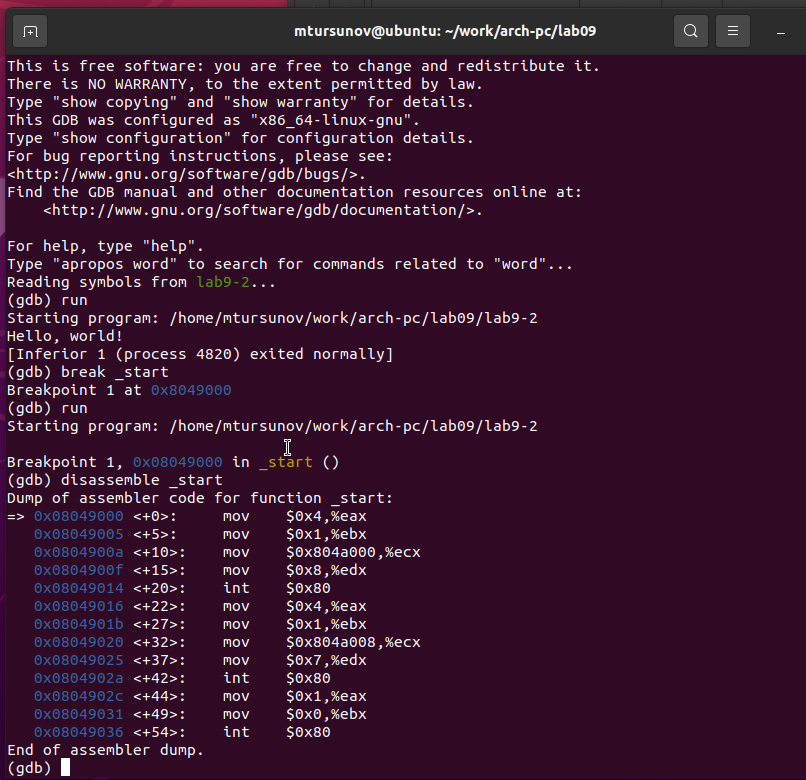 mtursunov@ubuntu: ~/work/arch-pc/lab09
This is free software: you are free to change and redistribute it.
There is NO WARRANTY, to the extent permitted by law.
Type "show copying" and "show warranty" for details.
This GDB was configured as "x86_64-linux-gnu".
Type "show configuration" for configuration details.
For bug reporting instructions, please see:
<http://www.gnu.org/software/gdb/bugs/>.
Find the GDB manual and other documentation resources online at:
    <http://www.gnu.org/software/gdb/documentation/>.
For help, type "help".
Type "apropos word" to search for commands related to "word"...
Reading symbols from lab9-2...
(gdb) run
Starting program: /home/mtursunov/work/arch-pc/lab09/lab9-2
Hello, world!
[Inferior 1 (process 4820) exited normally]
(gdb) break _start
Breakpoint 1 at 0x8049000
(gdb) run
Starting program: /home/mtursunov/work/arch-pc/lab09/lab9-2
Breakpoint 1, 0x08049000 in _start ()
(gdb) disassemble _start
Dump of assembler code for function _start:
=> 0x08049000 <+0>:     mov    $0x4,%eax
   0x08049005 <+5>:     mov    $0x1,%ebx
   0x0804900a <+10>:    mov    $0x804a000,%ecx
   0x0804900f <+15>:    mov    $0x8,%edx
   0x08049014 <+20>:    int    $0x80
   0x08049016 <+22>:    mov    $0x4,%eax
   0x0804901b <+27>:    mov    $0x1,%ebx
   0x08049020 <+32>:    mov    $0x804a008,%ecx
   0x08049025 <+37>:    mov    $0x7,%edx
   0x0804902a <+42>:    int    $0x80
   0x0804902c <+44>:    mov    $0x1,%eax
   0x08049031 <+49>:    mov    $0x0,%ebx
   0x08049036 <+54>:    int    $0x80
End of assembler dump.
(gdb)